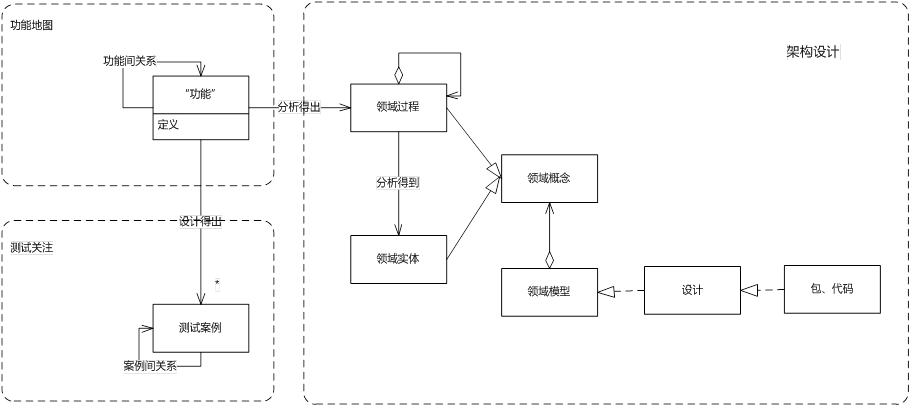 功能地图
架构设计
功能间关系
“功能”
定义
分析得出
领域过程
分析得到
领域概念
设计得出
测试关注
领域实体
*
领域模型
设计
包、代码
测试案例
案例间关系